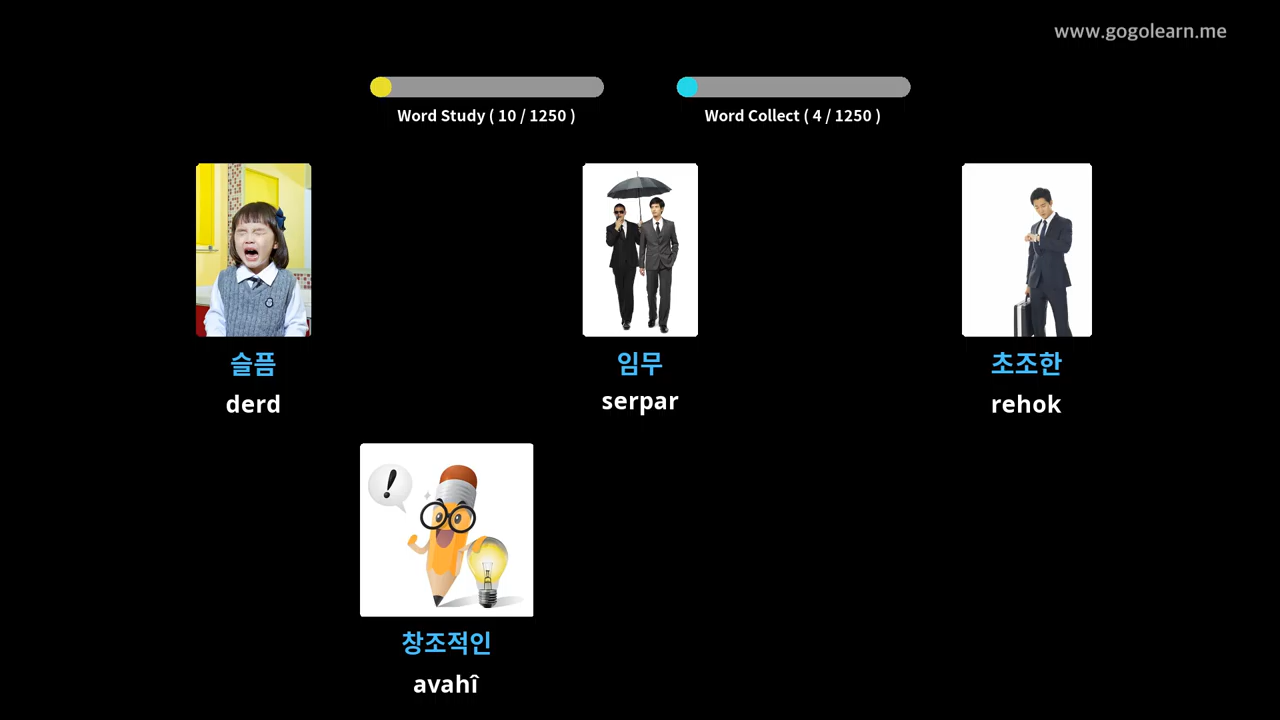 www.gogolearn.me
Word Study ( 10 / 1250 )
Word Collect ( 4 / 1250 )
슬픔
derd
임무
serpar
초조한
rehok
!
창조적인
avahî